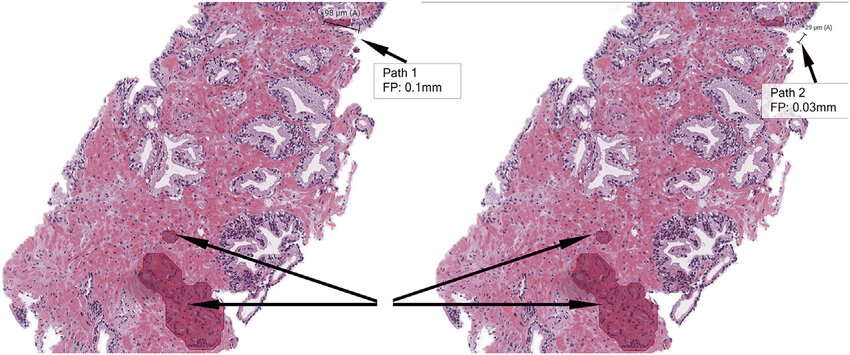 98 µm (A)
Path 1
FP: 0.1mm
29 µm (A)
Path 2
FP: 0.03mm